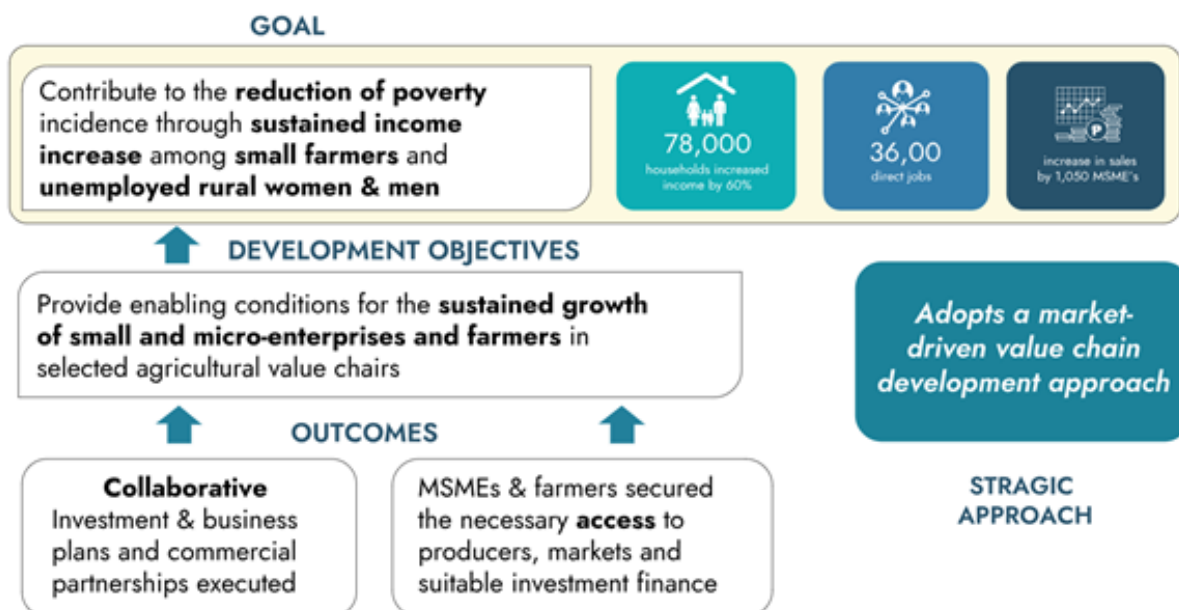 GOAL
Contribute to the reduction of poverty
incidence through sustained income
increase among small farmers and
unemployed rural women & men
78,000
households increased
income by 60%
36,00
direct jobs
P
increase in sales
by 1,050 MSME's
DEVELOPMENT OBJECTIVES
Provide enabling conditions for the sustained growth
of small and micro-enterprises and farmers in
selected agricultural value chairs
Adopts a market-
driven value chain
development approach
OUTCOMES
Collaborative
Investment & business
plans and commercial
partnerships executed
MSMEs & farmers secured
the necessary access to
producers, markets and
suitable investment finance
STRAGIC
APPROACH